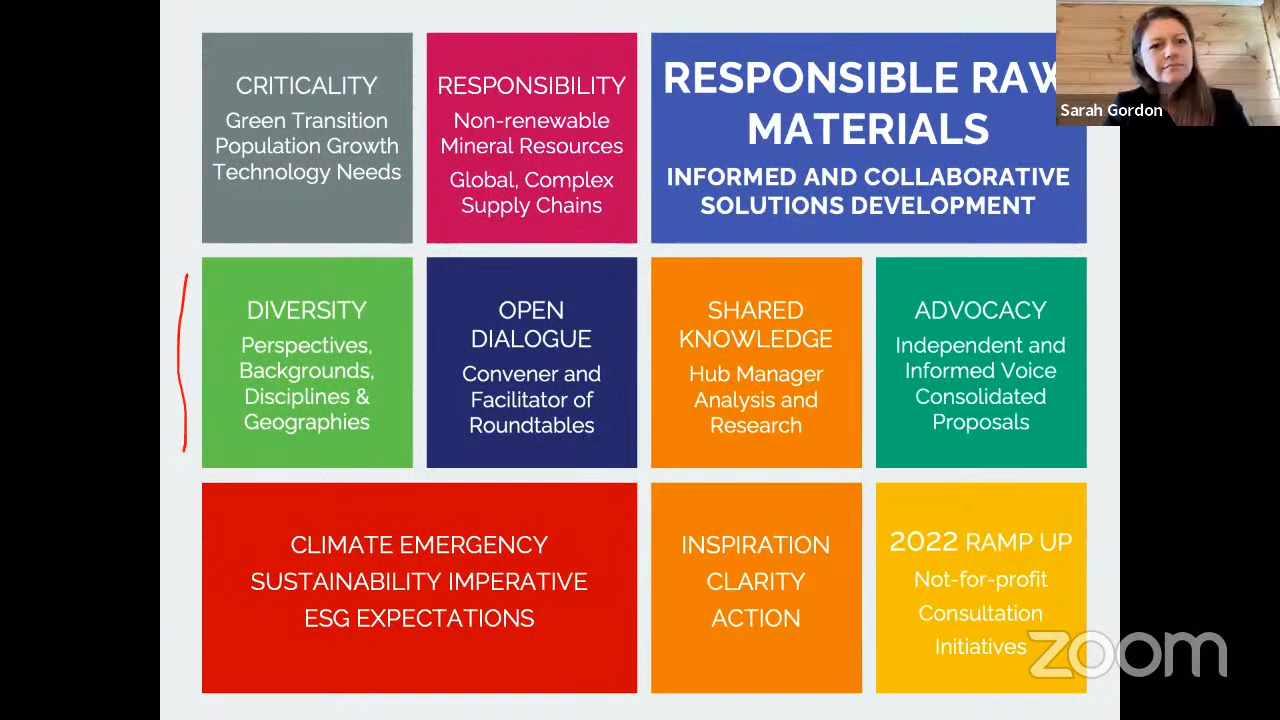 CRITICALITY
Green Transition
Population Growth
Technology Needs
RESPONSIBILITY
Non-renewable
Mineral Resources
Global, Complex
Supply Chains
RESPONSIBLE RAW
MATERIALS
INFORMED AND COLLABORATIVE
SOLUTIONS DEVELOPMENT
Sarah Gordon
DIVERSITY
Perspectives,
Backgrounds,
Disciplines &
Geographies
OPEN
DIALOGUE
Convener and
Facilitator of
Roundtables
SHARED
KNOWLEDGE
Hub Manager
Analysis and
Research
ADVOCACY
Independent and
Informed Voice
Consolidated
Proposals
CLIMATE EMERGENCY
SUSTAINABILITY IMPERATIVE
ESG EXPECTATIONS
INSPIRATION
CLARITY
ACTION
2022 RAMP UP
Not-for-profit
Consultation
Initiatives
zoom